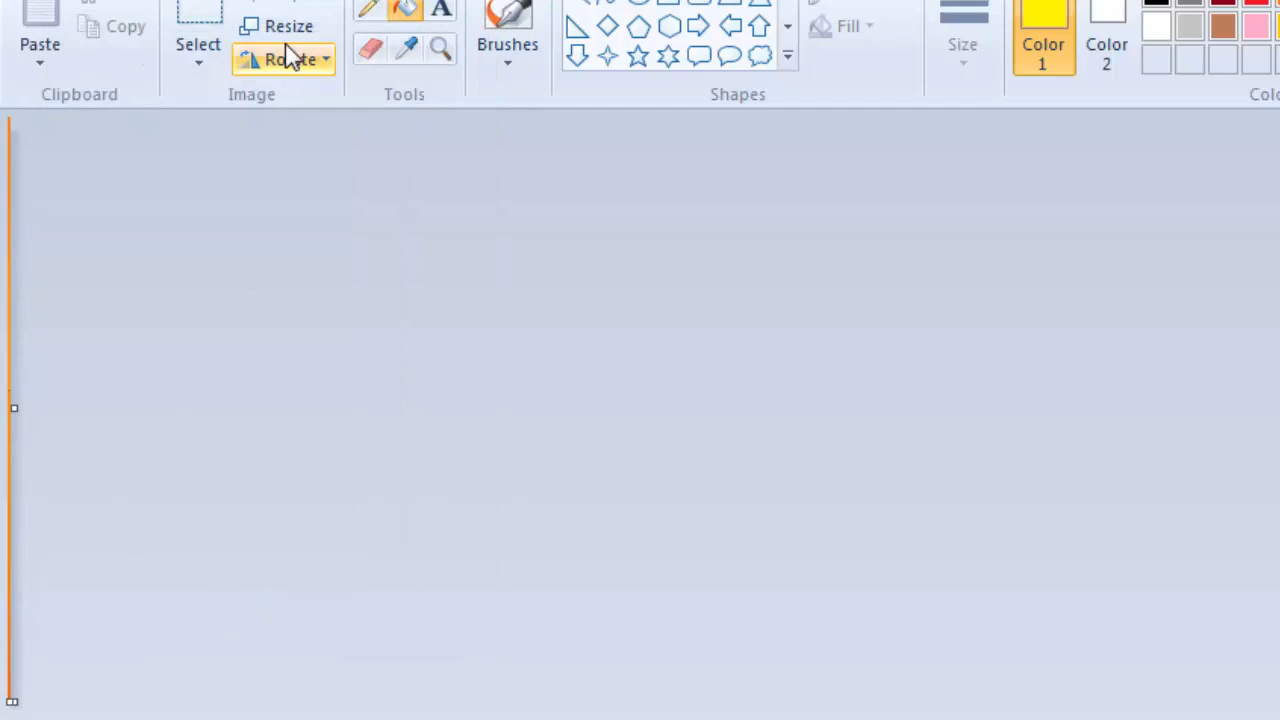 Resize
Paste
Copy
Select
Rotate
A
Brushes
Fill
Size
Color
1
Color
2
Clipboard
Image
Tools
Shapes